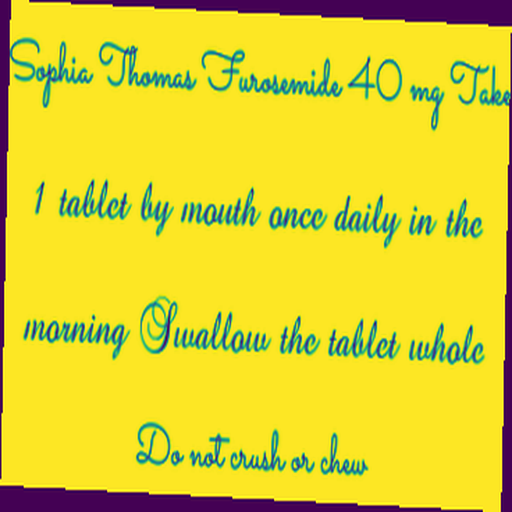 Sophia Thomas Furosemide 40 mg Take
1 tablet by mouth once daily in the
morning Swallow the tablet whole
Do not crush or chew